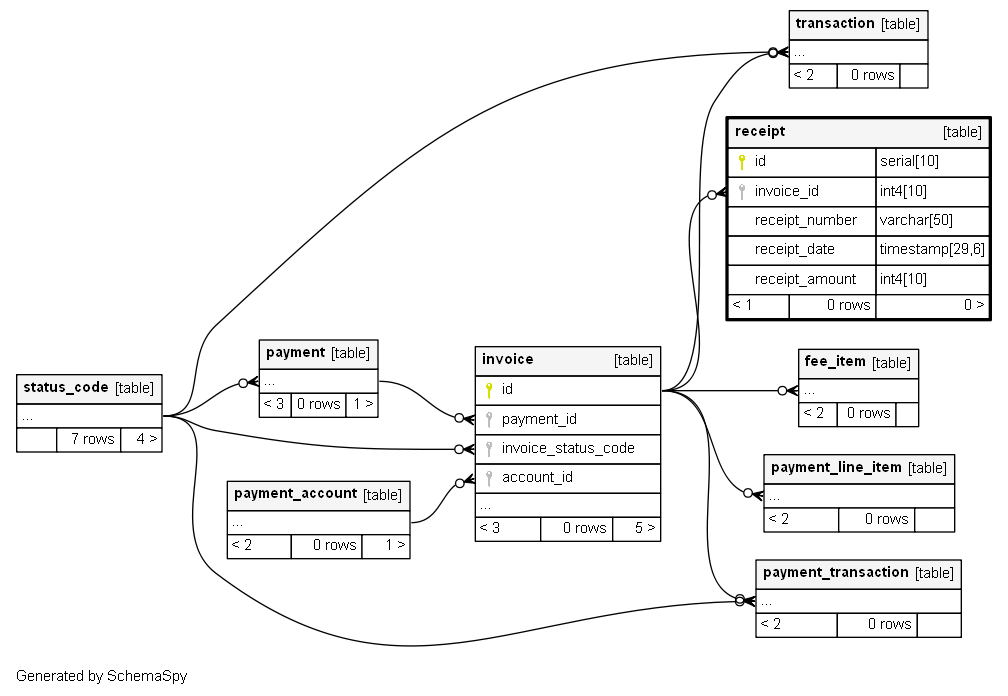 transaction [table]
...
< 2 0 rows
receipt [table]
id serial[10]
invoice_id int4[10]
receipt_number varchar[50]
receipt_date timestamp[29,6]
receipt_amount int4[10]
< 1 0 rows 0 >
payment [table]
...
< 3 0 rows 1 >
invoice [table]
id
payment_id
invoice_status_code
account_id
...
< 3 0 rows 5 >
fee_item [table]
...
< 2 0 rows
status_code [table]
...
7 rows 4 >
payment_line_item [table]
...
< 2 0 rows
payment_account [table]
...
< 2 0 rows 1 >
payment_transaction [table]
...
< 2 0 rows
Generated by SchemaSpy